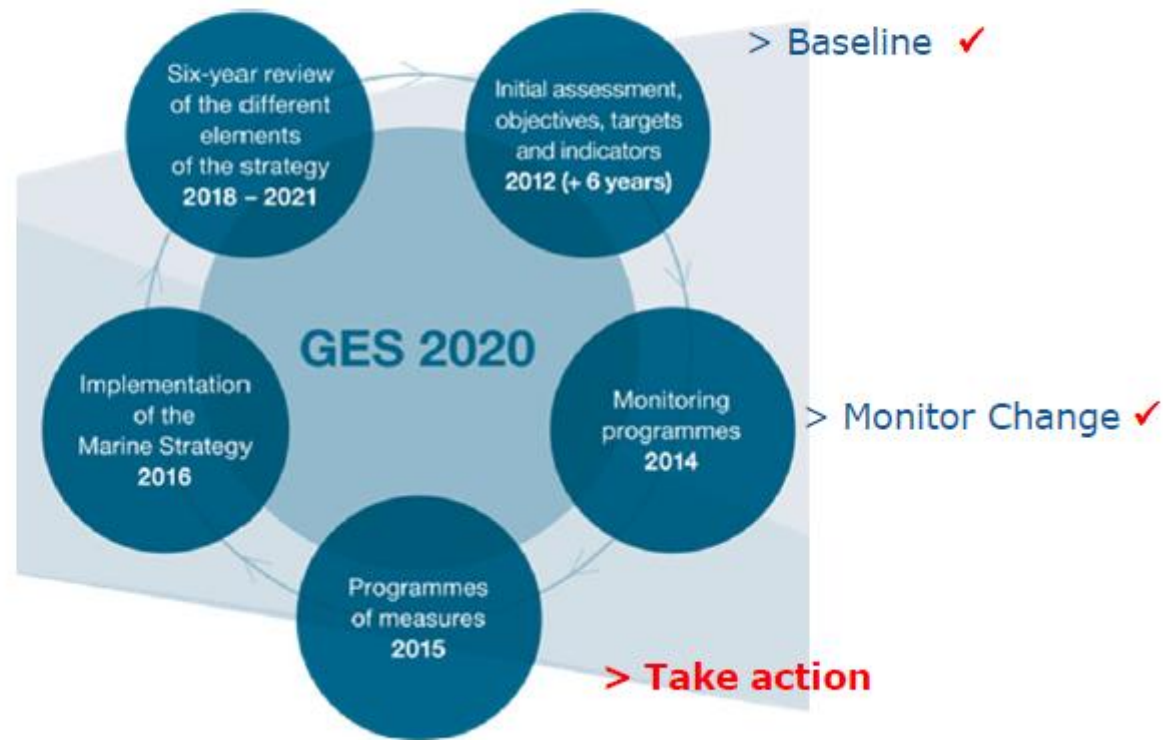 > Baseline ✓
Six-year review
of the different
elements
of the strategy
2018 – 2021
Initial assessment,
objectives, targets
and indicators
2012 (+ 6 years)
GES 2020
Implementation
of the
Marine Strategy
2016
Monitoring
programmes
2014
> Monitor Change ✓
Programmes
of measures
2015
> Take action